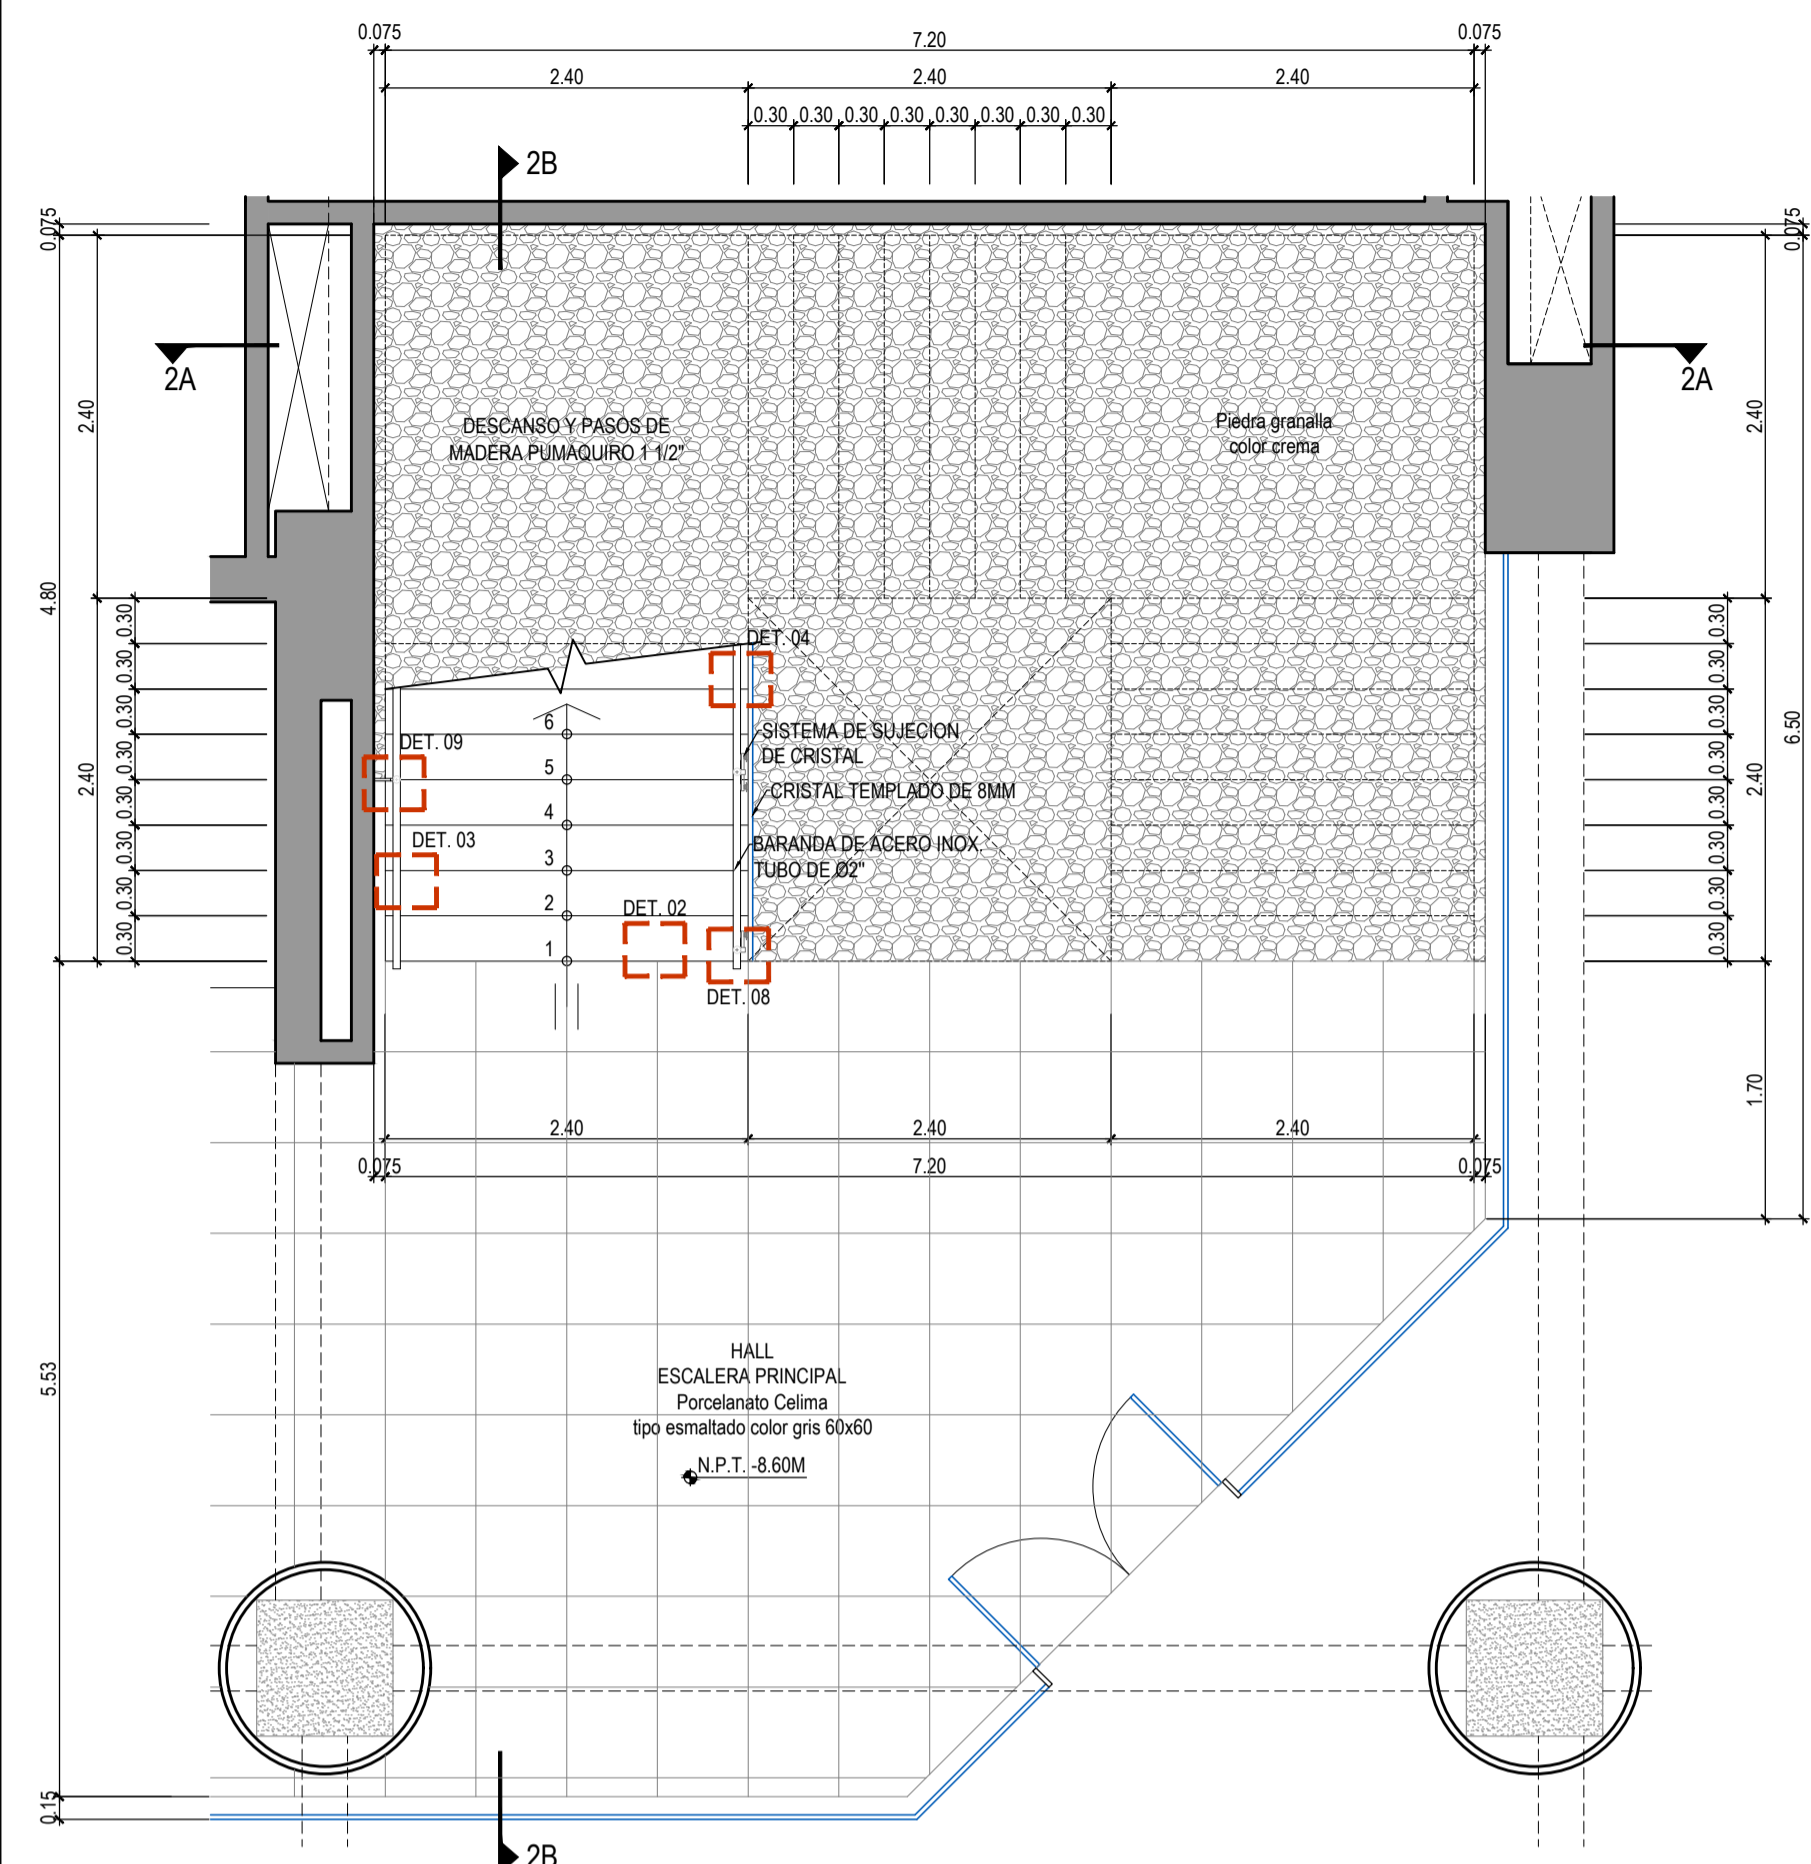 0.075
7.20
0.075
2.40
2.40
2.40
0.30
0.30
0.30
0.30
0.30
0.30
0.30
0.30
2B
0.075
0.075
2A
2A
2.40
2.40
DESCANSO Y PASOS DE
MADERA PUMAQUIRO 1 1/2"
Piedra granalla
color crema
4.80
0.30
0.30
0.30
0.30
0.30
0.30
0.30
0.30
2.40
0.30
0.30
0.30
0.30
0.30
0.30
0.30
0.30
2.40
6.50
DET. 04
6
5
4
3
2
1
SISTEMA DE SUJECION
DE CRISTAL
DET. 09
CRISTAL TEMPLADO DE 8MM
DET. 03
BARANDA DE ACERO INOX.
TUBO DE Ø2"
DET. 02
DET. 08
1.70
2.40
2.40
2.40
0.075
7.20
0.075
5.53
HALL
ESCALERA PRINCIPAL
Porcelanato Celima
tipo esmaltado color gris 60x60
N.P.T. -8.60M
0.15
2B